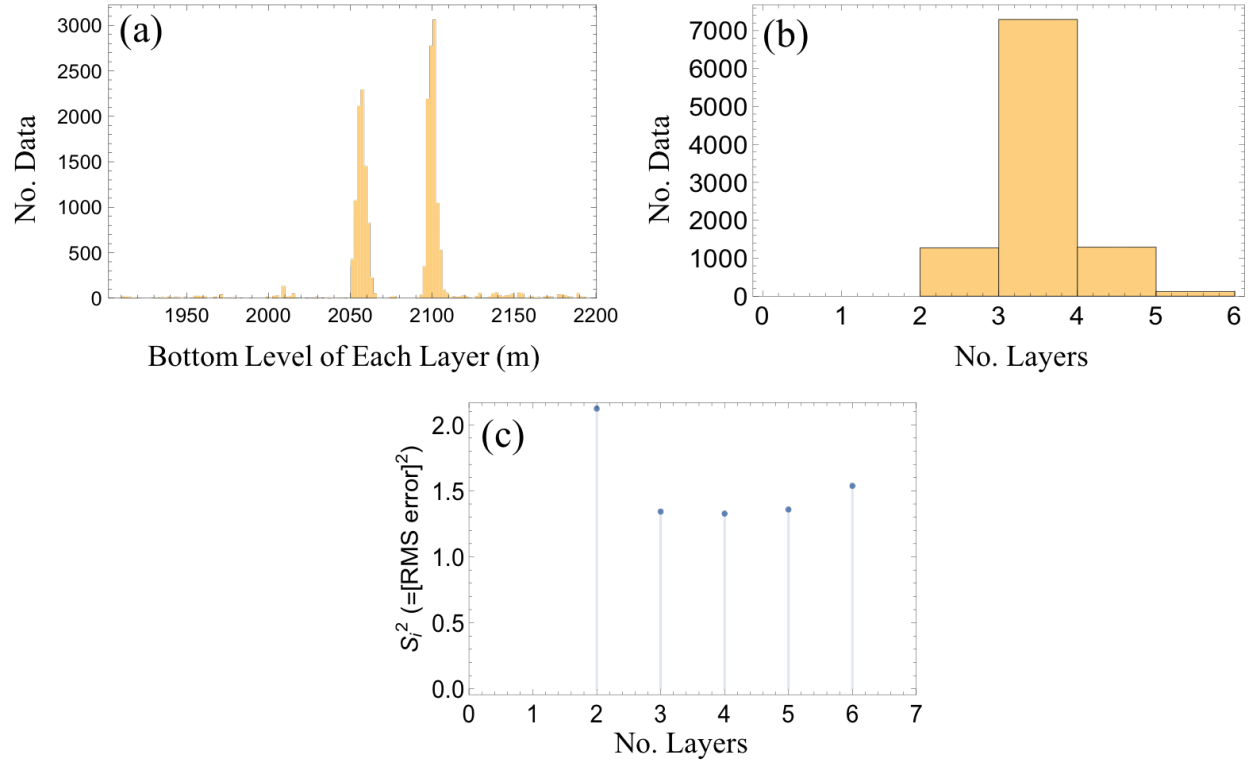 (a)
No. Data
3000
2500
2000
1500
1000
500
0
1950 2000 2050 2100 2150 2200
Bottom Level of Each Layer (m)
(b)
No. Data
7000
6000
5000
4000
3000
2000
1000
0
0 1 2 3 4 5 6
No. Layers
(c)
S_i^2 (=[RMS error]^2)
2.0
1.5
1.0
0.5
0.0
0 1 2 3 4 5 6 7
No. Layers